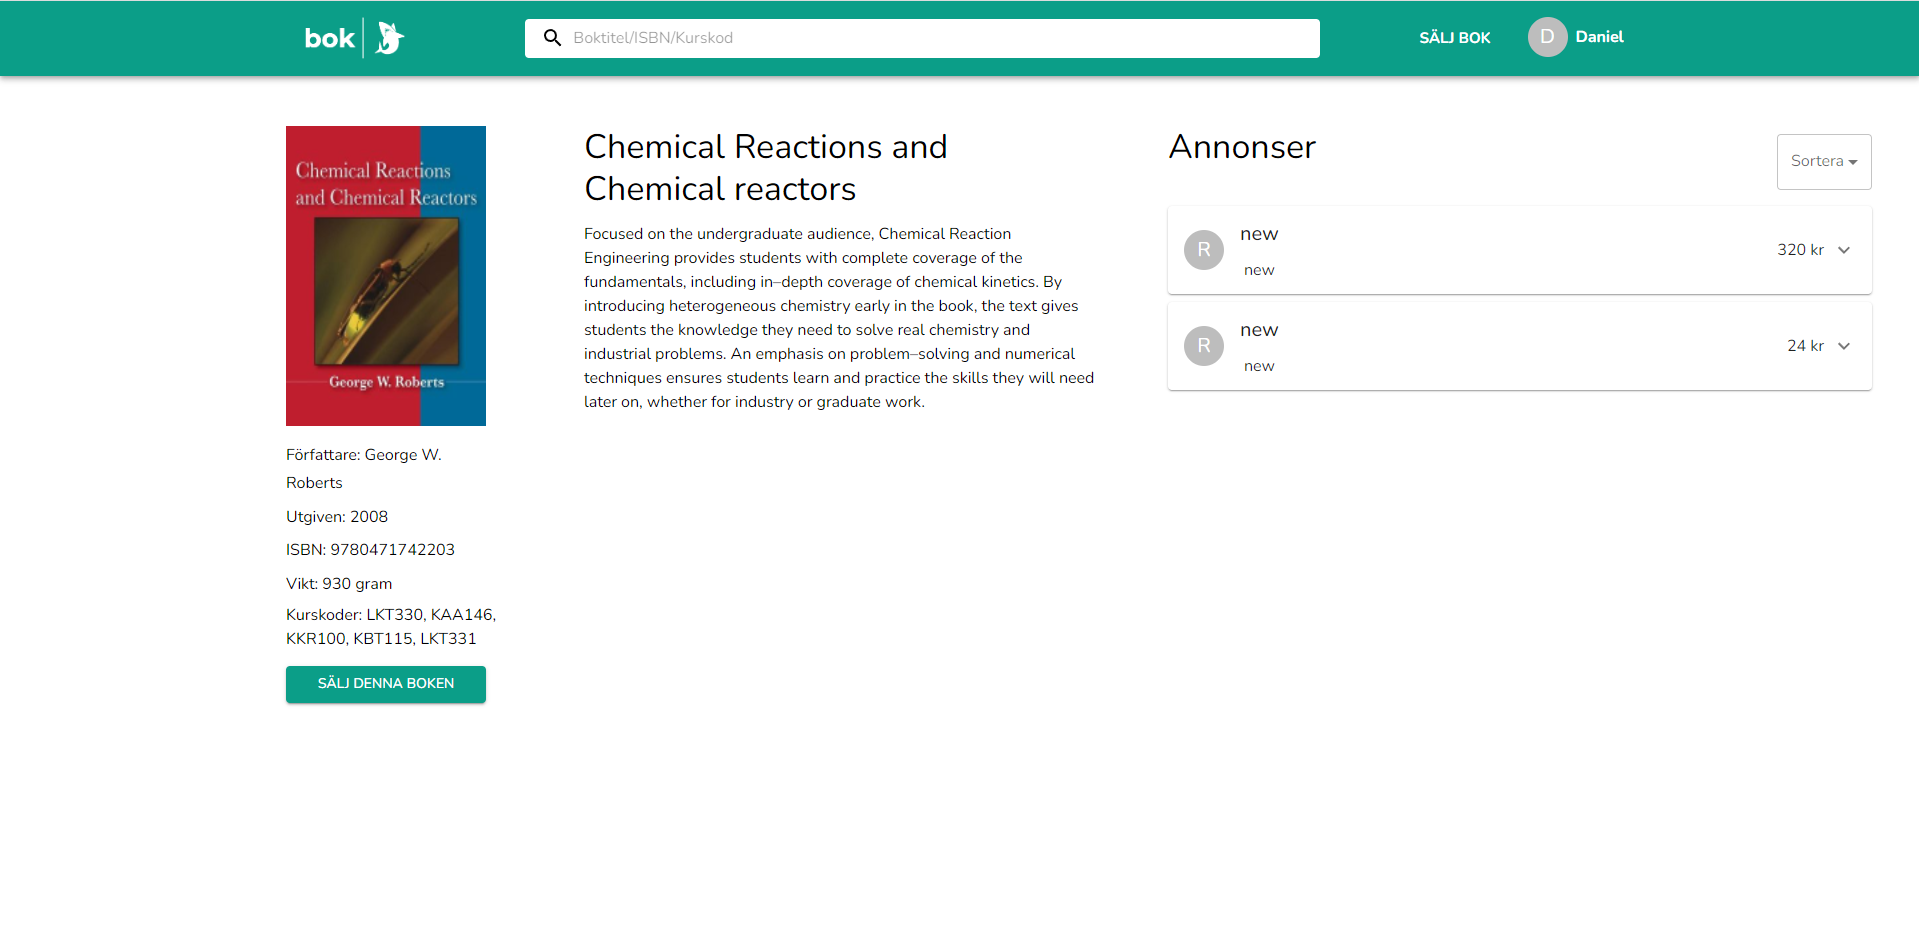 bok
Boktitel/ISBN/Kurskod
SÄLJ BOK
D
Daniel
Chemical Reactions
and Chemical Reactors
George W. Roberts
Författare: George W.
Roberts
Utgiven: 2008
ISBN: 9780471742203
Vikt: 930 gram
Kurskoder: LKT330, KAA146,
KKR100, KBT115, LKT331
SÄLJ DENNA BOKEN
Chemical Reactions and
Chemical reactors
Focused on the undergraduate audience, Chemical Reaction
Engineering provides students with complete coverage of the
fundamentals, including in–depth coverage of chemical kinetics. By
introducing heterogeneous chemistry early in the book, the text gives
students the knowledge they need to solve real chemistry and
industrial problems. An emphasis on problem–solving and numerical
techniques ensures students learn and practice the skills they will need
later on, whether for industry or graduate work.
Annonser
Sortera
R
new
new
320 kr
R
new
new
24 kr